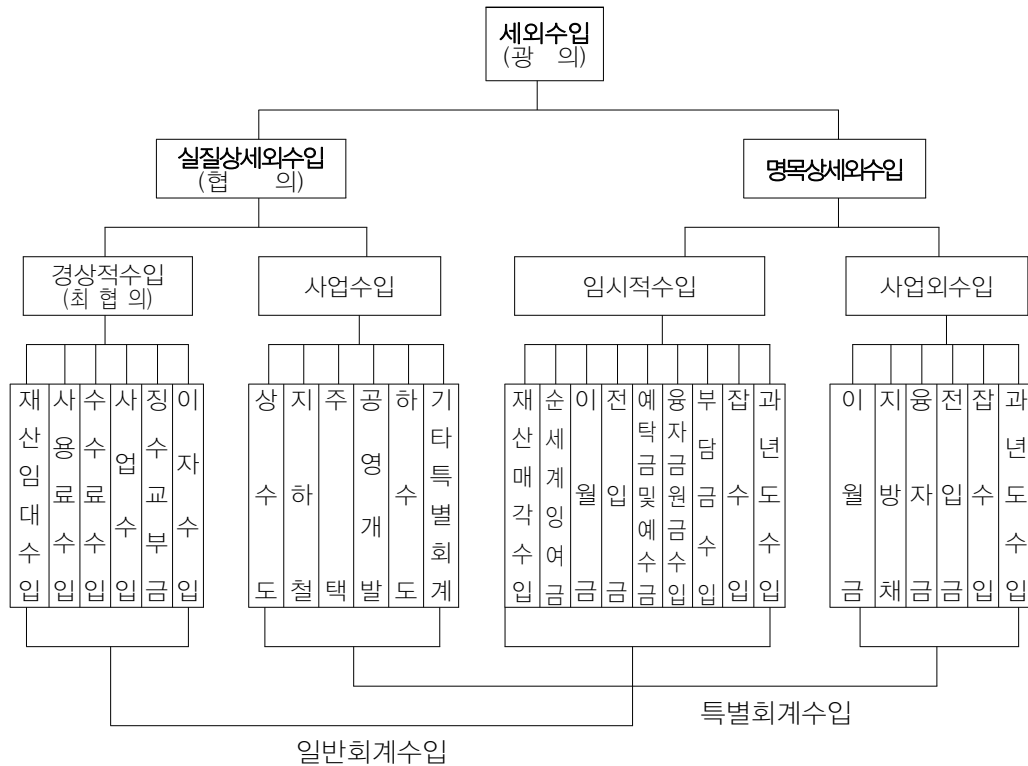 세외수입
(광 의)
실질상세외수입
(협 의)
명목상세외수입
경상적수입
(최 협 의)
사업수입
임시적수입
사업외수입
재산임대수입
사용료수입
수수료수입
사업수입
징수교부금
이자수입
상수도
지하철
주택
공영개발
하수도
기타특별회계
재산매각수입
순세계잉여금
이월금
전입금
예탁금및예수금
융자금원금수입
부담금수입
잡수입
과년도수입
이월금
지방채
융자금
전입금
잡수입
과년도수입
특별회계수입
일반회계수입